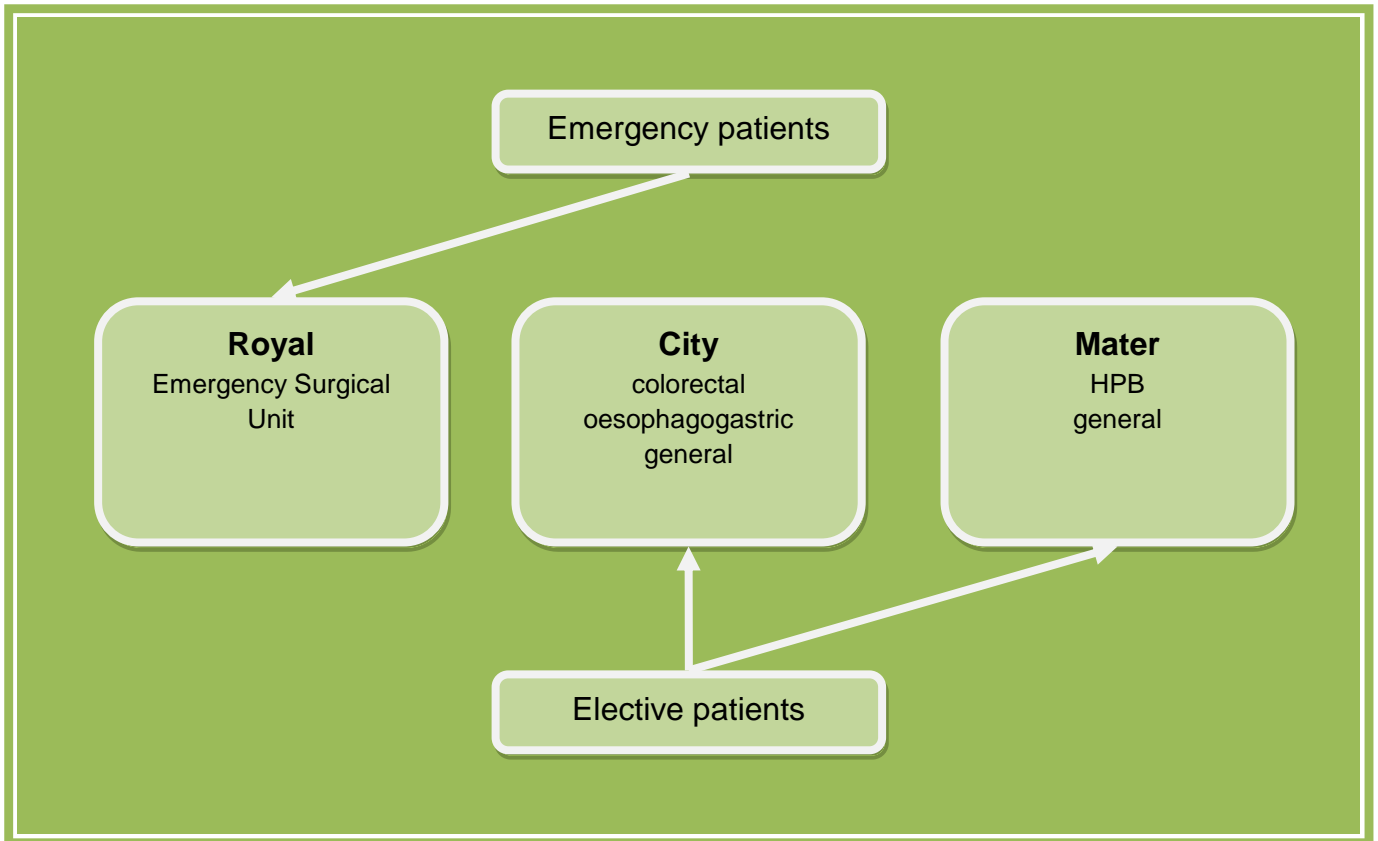 Emergency patients
Royal
Emergency Surgical
Unit
City
colorectal
oesophagogastric
general
Mater
HPB
general
Elective patients